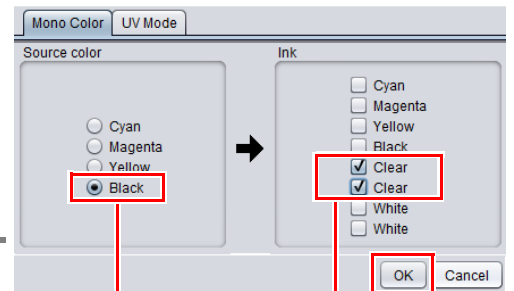 Mono Color UV Mode
Source color Ink
Cyan
Magenta
Yellow
Black
Cyan
Magenta
Yellow
Black
Clear
Clear
White
White
OK Cancel